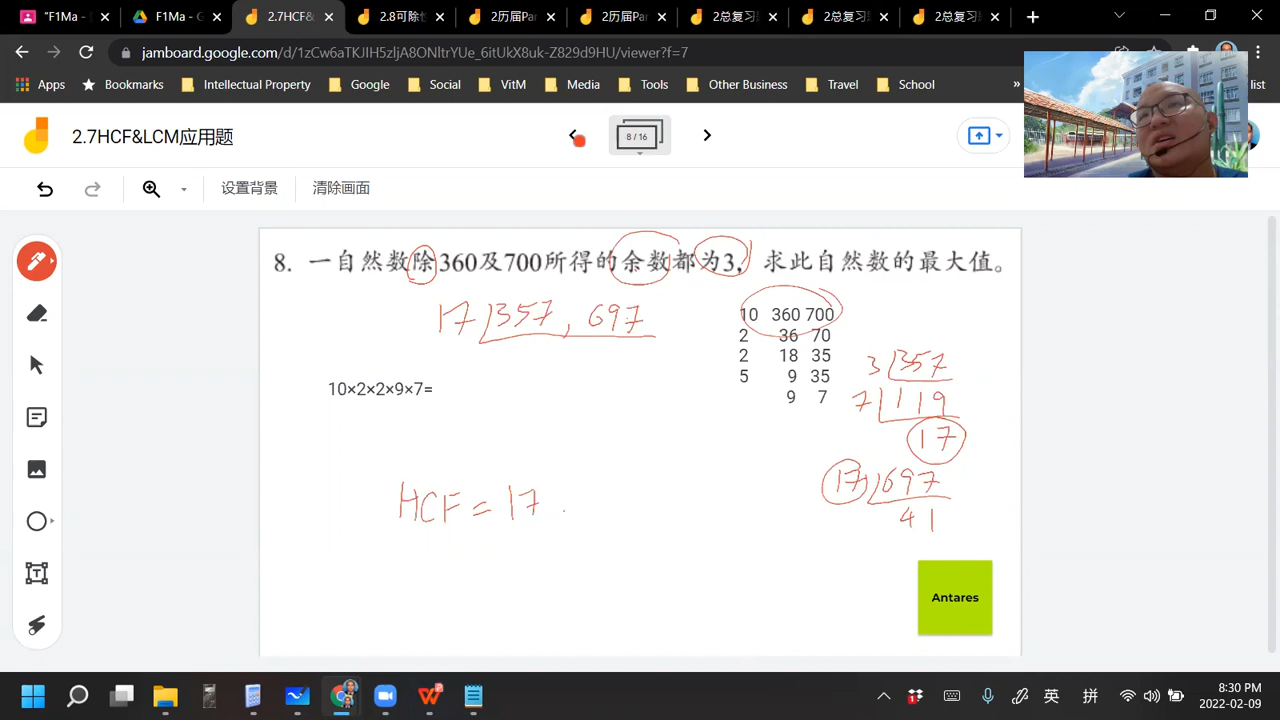 "F1Ma - G
F1Ma - G
2.7HCF&
2.8可除性
2历届Par
2历届Par
2总复习
2总复习
2总复习
jamboard.google.com/d/1zCw6aTKJIH5zljA8ONltrYUe_6itUkX8uk-Z829d9HU/viewer?f=7
Apps Bookmarks Intellectual Property Google Social VitM Media Tools Other Business Travel School » list
2.7HCF&LCM应用题
8 / 16
设置背景 清除画面
8. 一自然数除360及700所得的余数都为3, 求此自然数的最大值。
17 357, 697
10 360 700
2 36 70
2 18 35
5 9 35
9 7
10×2×2×9×7=
3 357
7 119
17
17 697
41
HCF = 17
Antares
英 拼
8:30 PM
2022-02-09